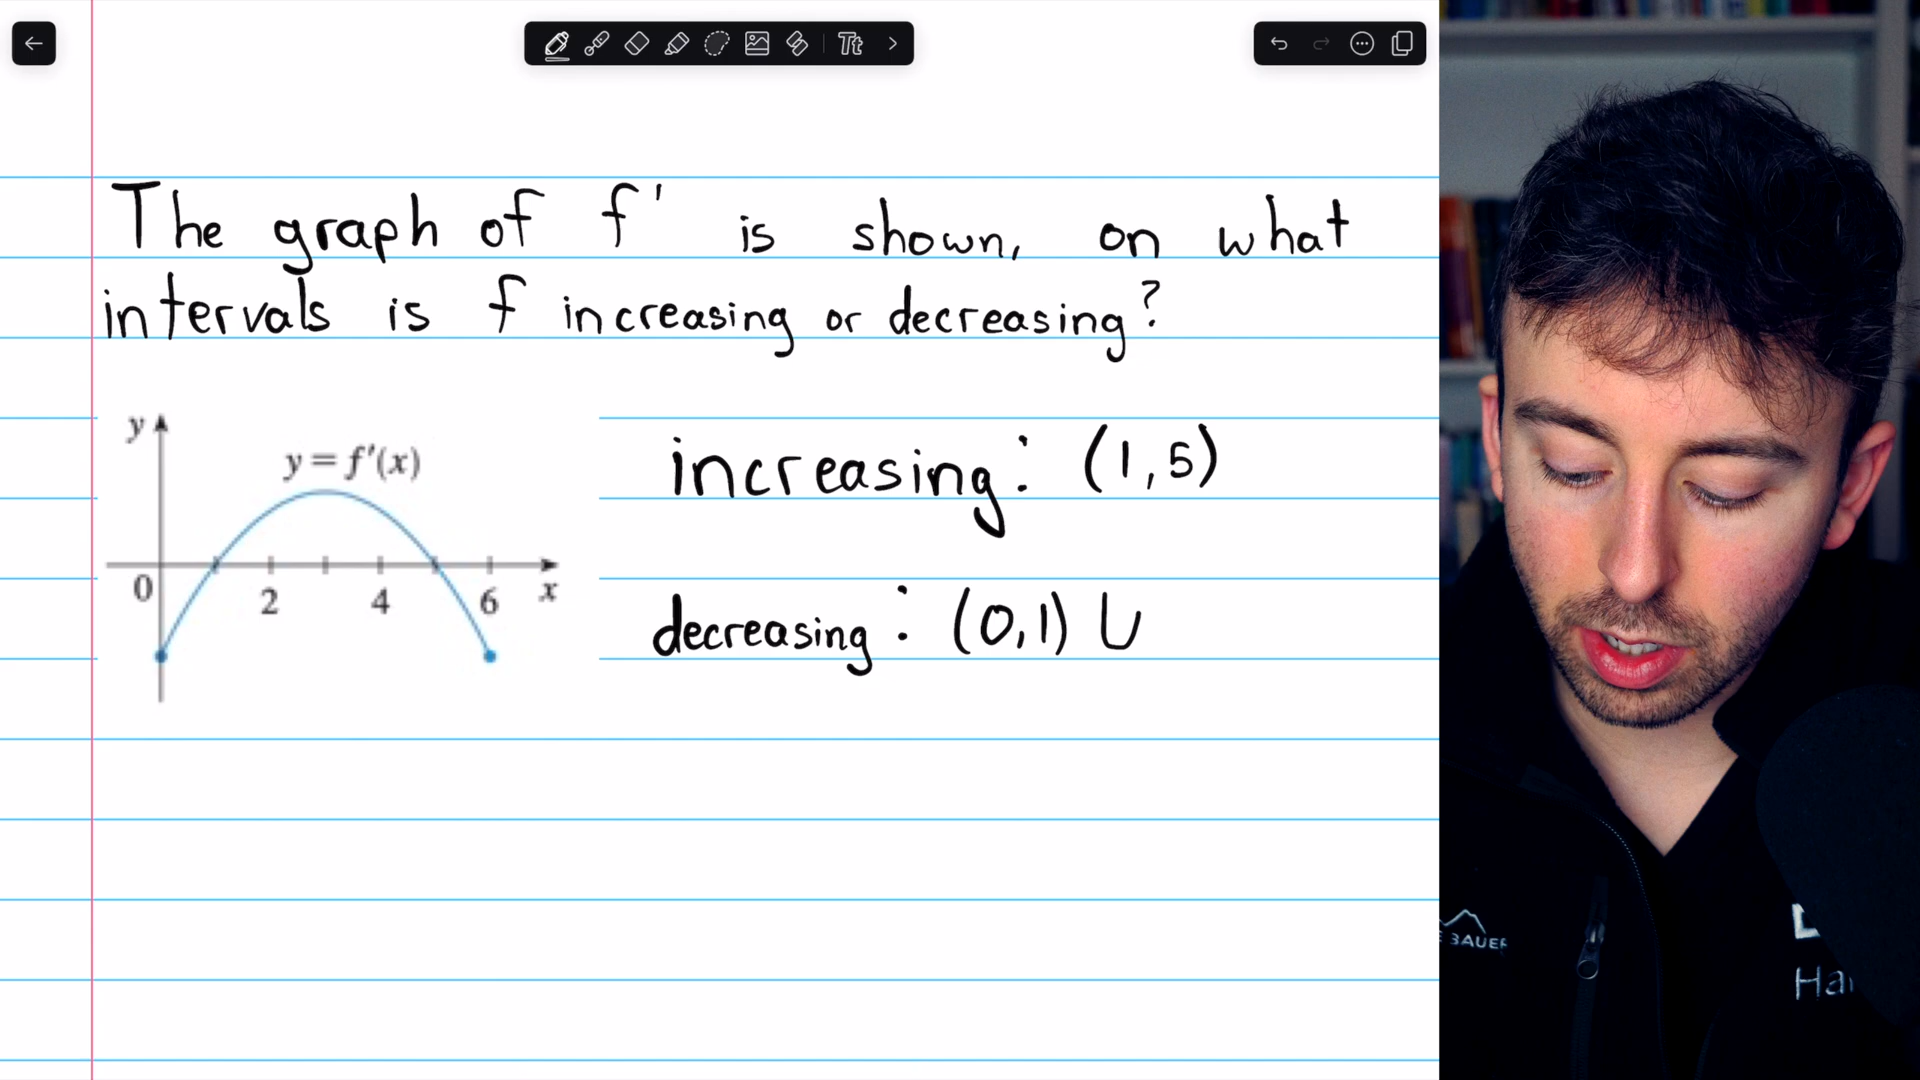 Tt
The graph of f' is shown, on what
intervals is f increasing or decreasing?
y
y = f'(x)
0 2 4 6 x
increasing: (1,5)
decreasing: (0,1) ∪
BAUER